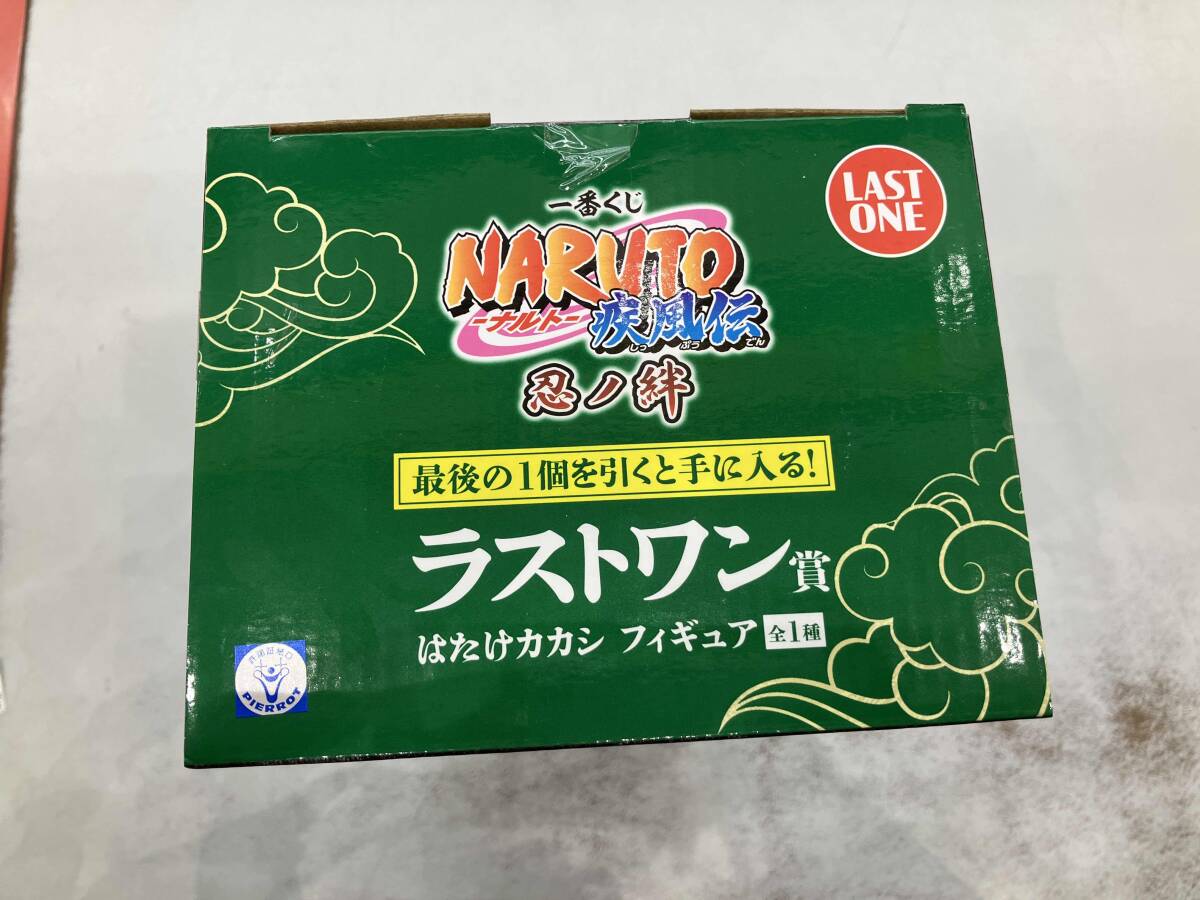 一番くじ
LAST
ONE
NARUTO
ーナルトー
疾風伝
しっ ぷう でん
忍ノ絆
最後の1個を引くと手に入る!
ラストワン賞
はたけカカシ フィギュア 全1種
PIERROT